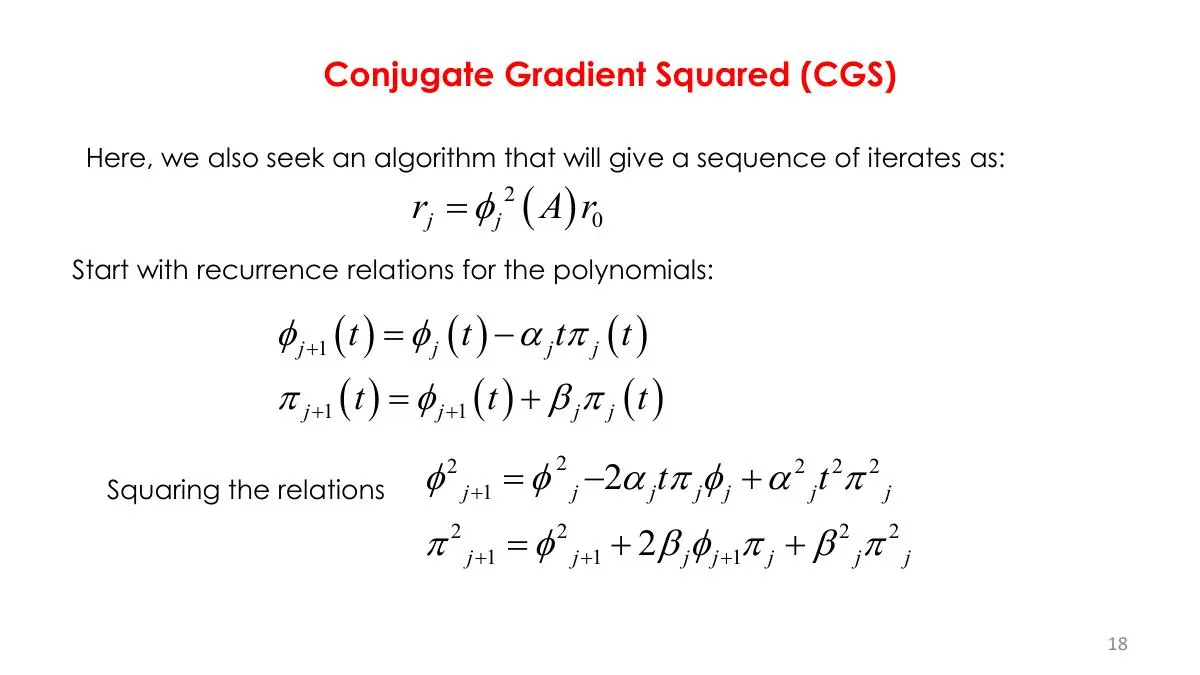 Conjugate Gradient Squared (CGS)
Here, we also seek an algorithm that will give a sequence of iterates as:
r_j = ϕ_j^2 (A) r_0
Start with recurrence relations for the polynomials:
ϕ_{j+1} (t) = ϕ_j (t) − α_j t π_j (t)
π_{j+1} (t) = ϕ_{j+1} (t) + β_j π_j (t)
Squaring the relations
ϕ^2_{j+1} = ϕ^2_j − 2α_j t π_j ϕ_j + α^2_j t^2 π^2_j
π^2_{j+1} = ϕ^2_{j+1} + 2β_j ϕ_{j+1} π_j + β^2_j π^2_j
18